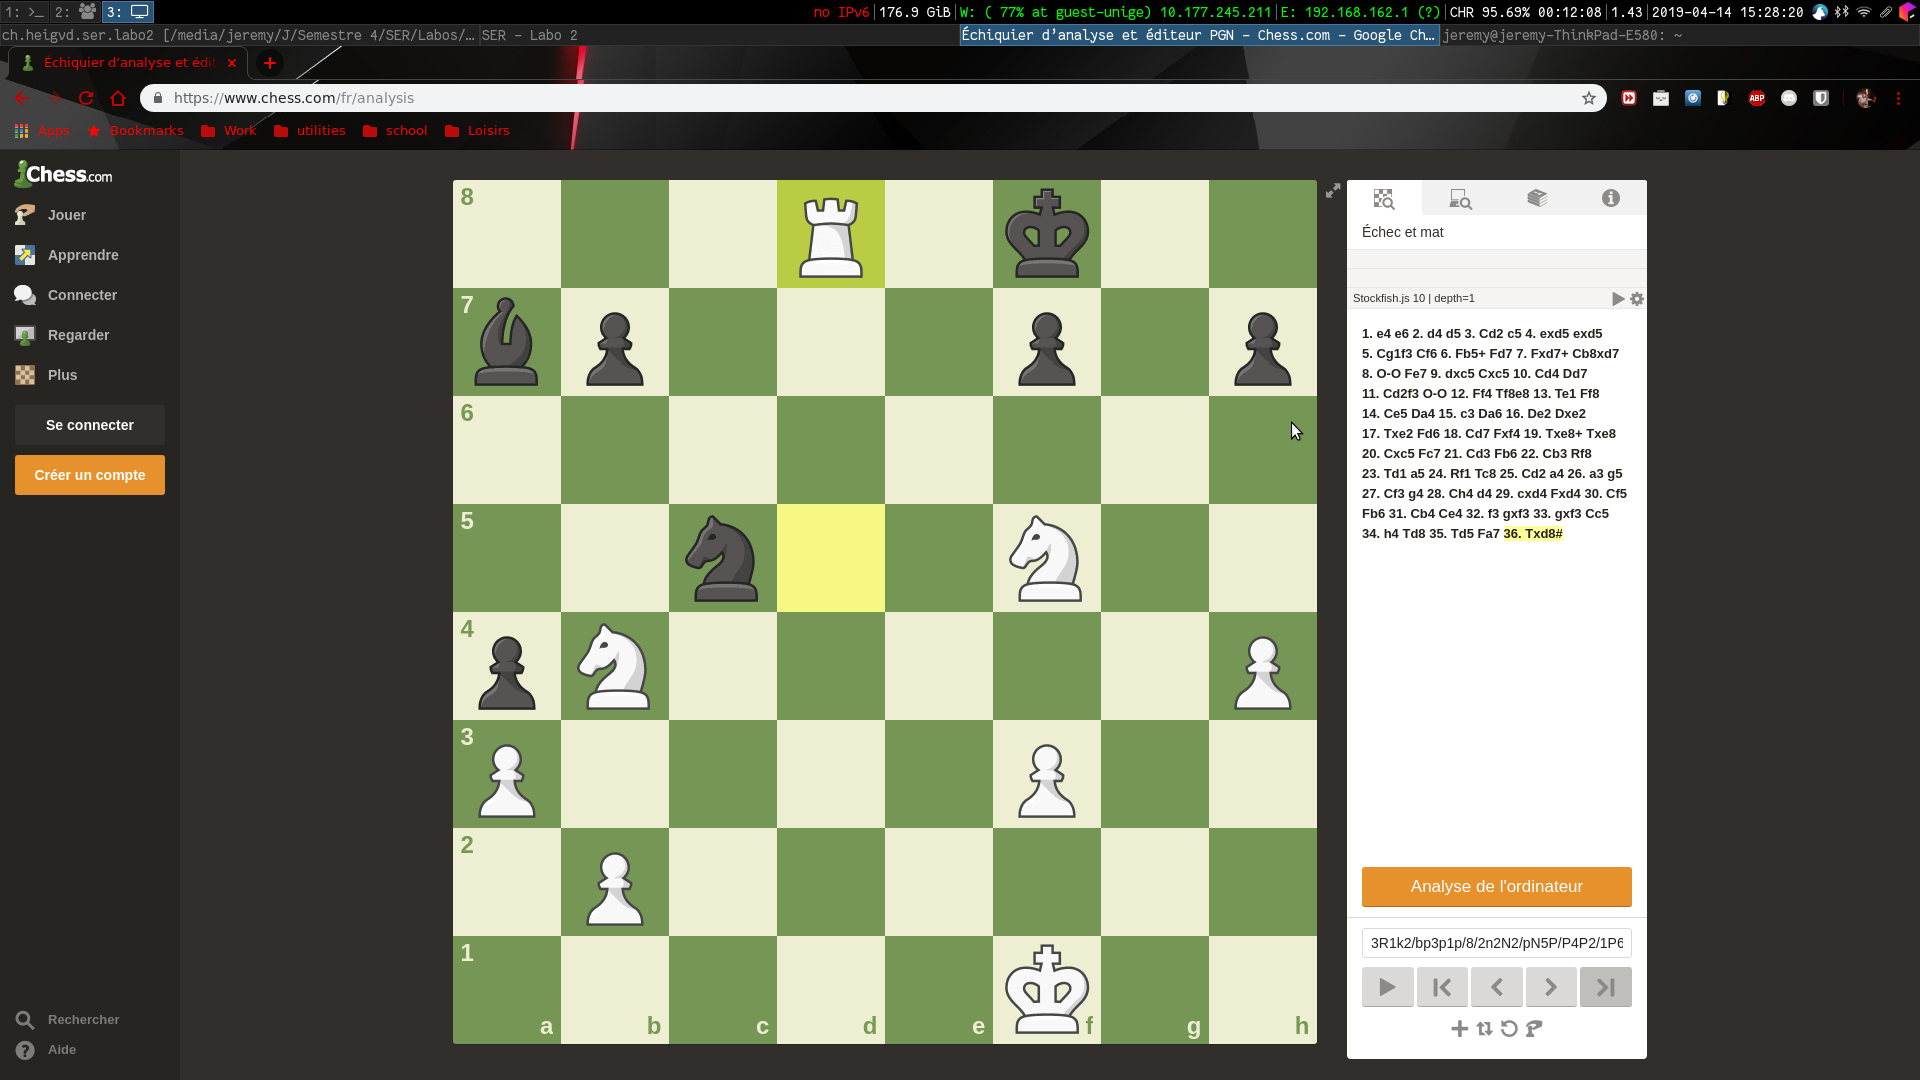 1: >_ 2: 3: no IPv6|176.9 GiB|W: ( 77% at guest-unige) 10.177.245.211|E: 192.168.162.1 (?)|CHR 95.69% 00:12:08|1.43|2019-04-14 15:28:20
ch.heigvd.ser.labo2 [/media/jeremy/J/Semestre 4/SER/Labos/… SER - Labo 2 Échiquier d'analyse et éditeur PGN - Chess.com - Google Ch… jeremy@jeremy-ThinkPad-E580: ~
Échiquier d'analyse et édit
https://www.chess.com/fr/analysis
ABP
Apps Bookmarks Work utilities school Loisirs
Chess.com
Jouer
Apprendre
Connecter
Regarder
Plus
Se connecter
Créer un compte
Rechercher
Aide
8
7
6
5
4
3
2
1
a b c d e f g h
Échec et mat
Stockfish.js 10 | depth=1
1. e4 e6 2. d4 d5 3. Cd2 c5 4. exd5 exd5
5. Cg1f3 Cf6 6. Fb5+ Fd7 7. Fxd7+ Cb8xd7
8. O-O Fe7 9. dxc5 Cxc5 10. Cd4 Dd7
11. Cd2f3 O-O 12. Ff4 Tf8e8 13. Te1 Ff8
14. Ce5 Da4 15. c3 Da6 16. De2 Dxe2
17. Txe2 Fd6 18. Cd7 Fxf4 19. Txe8+ Txe8
20. Cxc5 Fc7 21. Cd3 Fb6 22. Cb3 Rf8
23. Td1 a5 24. Rf1 Tc8 25. Cd2 a4 26. a3 g5
27. Cf3 g4 28. Ch4 d4 29. cxd4 Fxd4 30. Cf5
Fb6 31. Cb4 Ce4 32. f3 gxf3 33. gxf3 Cc5
34. h4 Td8 35. Td5 Fa7 36. Txd8#
Analyse de l'ordinateur
3R1k2/bp3p1p/8/2n2N2/pN5P/P4P2/1P6